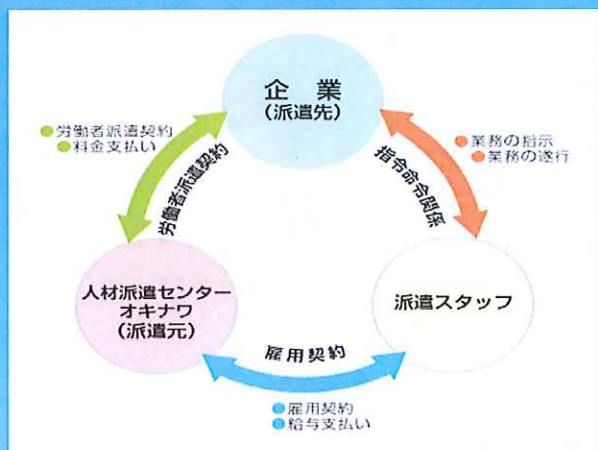 企業
(派遣先)
●労働者派遣契約
●料金支払い
労働者派遣契約
●業務の指示
●業務の遂行
指令命令関係
人材派遣センター
オキナワ
(派遣元)
派遣スタッフ
雇用契約
●雇用契約
●給与支払い